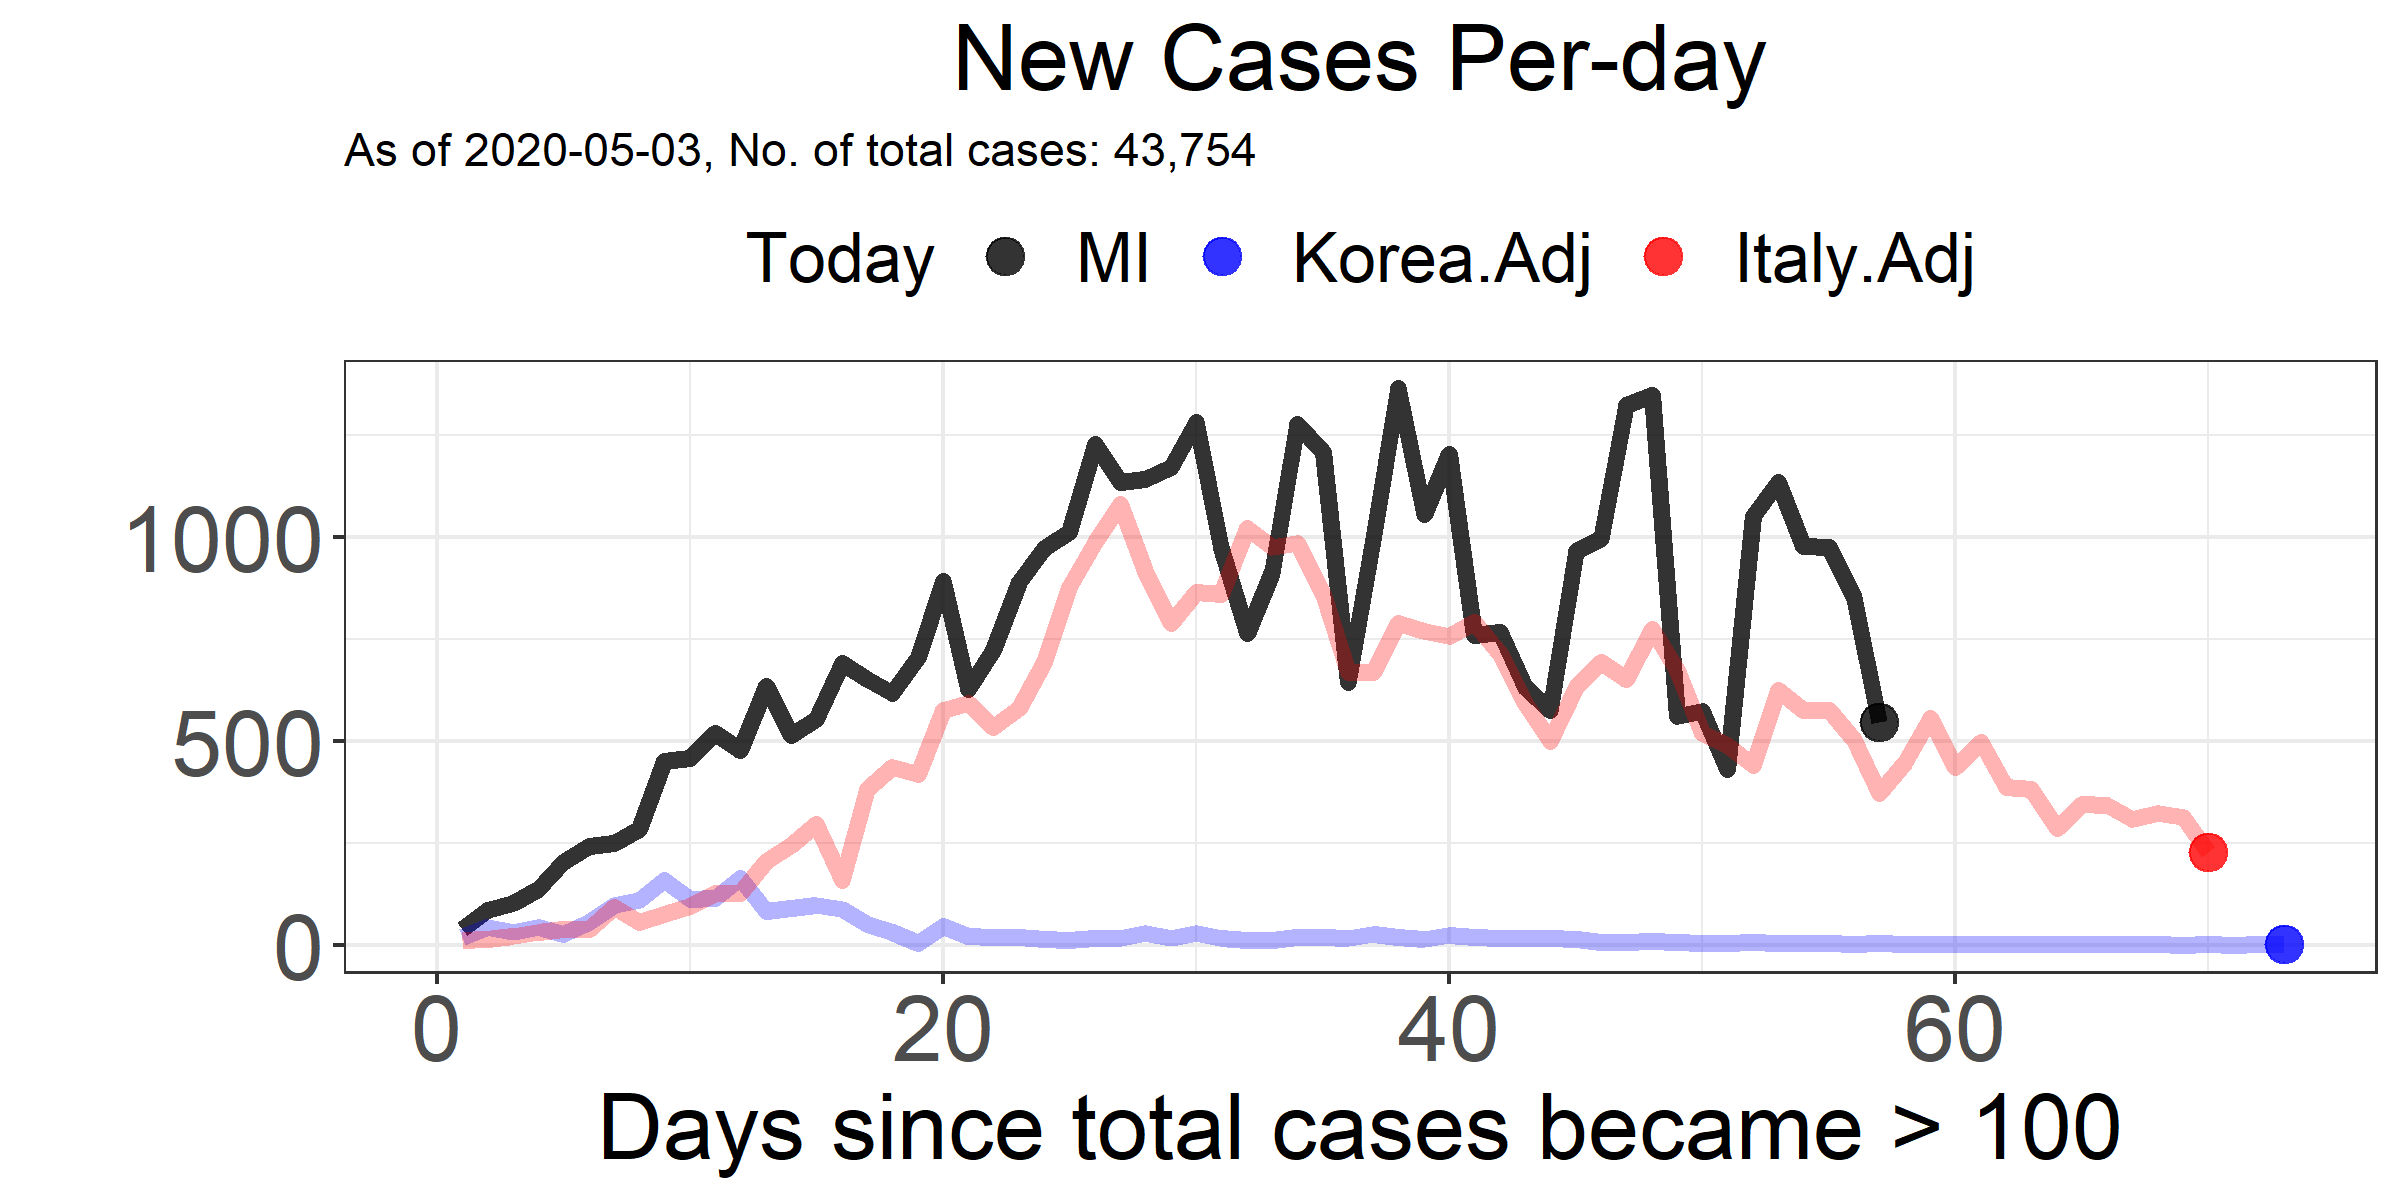 New Cases Per-day
As of 2020-05-03, No. of total cases: 43,754
Today MI Korea.Adj Italy.Adj
1000
500
0
0 20 40 60
Days since total cases became > 100